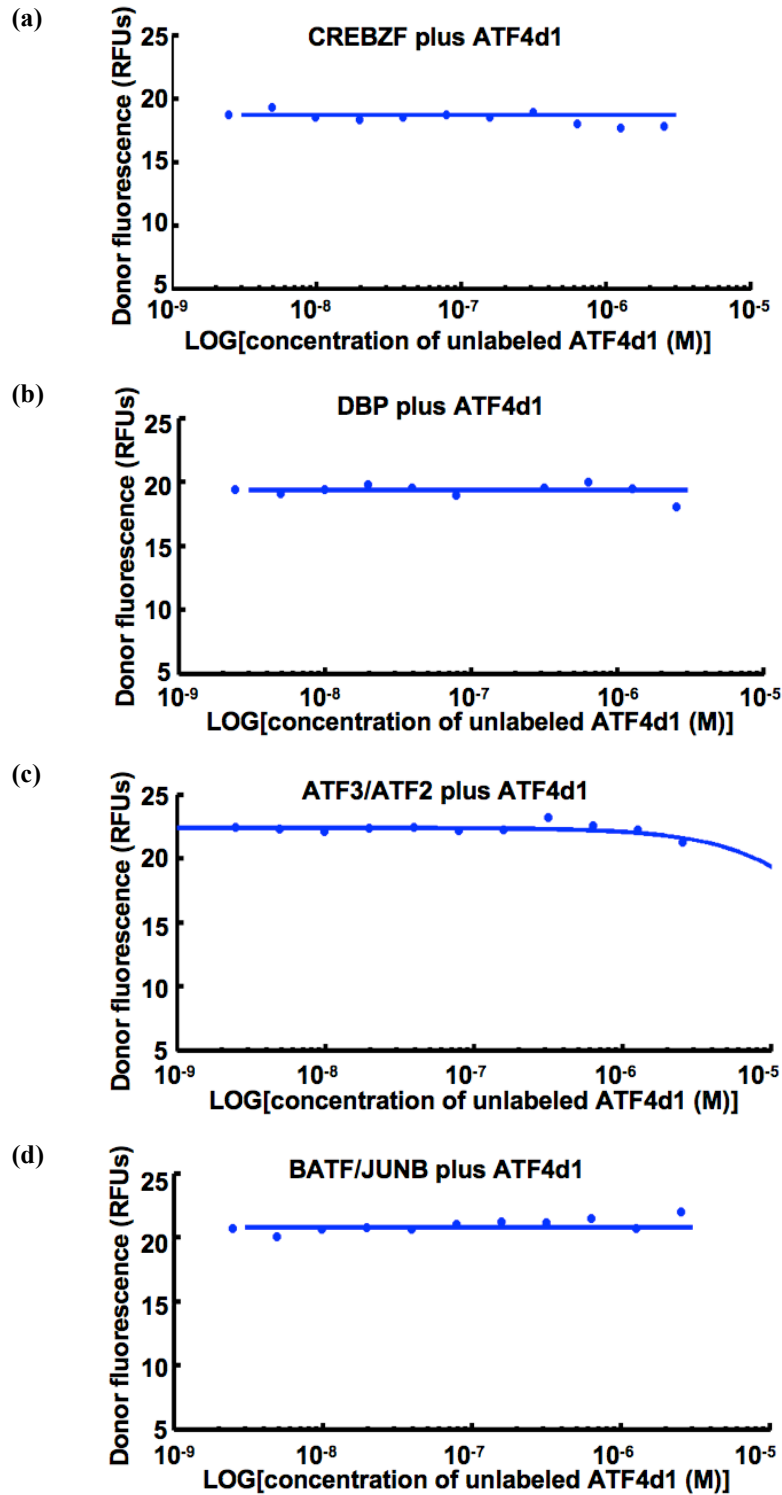 (a)
CREBZF plus ATF4d1
Donor fluorescence (RFUs)
25
20
15
10
5
10-9 10-8 10-7 10-6 10-5
LOG[concentration of unlabeled ATF4d1 (M)]
(b)
DBP plus ATF4d1
Donor fluorescence (RFUs)
25
20
15
10
5
10-9 10-8 10-7 10-6 10-5
LOG[concentration of unlabeled ATF4d1 (M)]
(c)
ATF3/ATF2 plus ATF4d1
Donor fluorescence (RFUs)
25
20
15
10
5
10-9 10-8 10-7 10-6 10-5
LOG[concentration of unlabeled ATF4d1 (M)]
(d)
BATF/JUNB plus ATF4d1
Donor fluorescence (RFUs)
25
20
15
10
5
10-9 10-8 10-7 10-6 10-5
LOG[concentration of unlabeled ATF4d1 (M)]